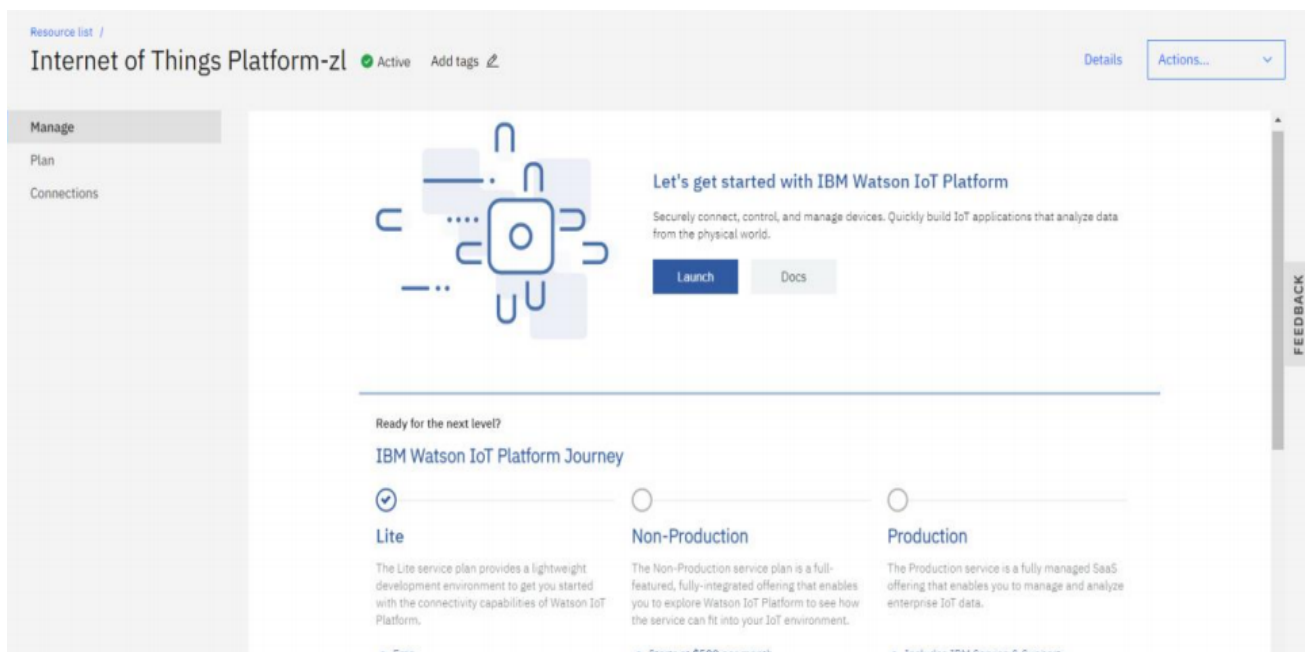 Resource list /
Internet of Things Platform-zl Active Add tags
Details
Actions...
Manage
Plan
Connections
Let's get started with IBM Watson IoT Platform
Securely connect, control, and manage devices. Quickly build IoT applications that analyze data
from the physical world.
Launch
Docs
FEEDBACK
Ready for the next level?
IBM Watson IoT Platform Journey
Lite
The Lite service plan provides a lightweight
development environment to get you started
with the connectivity capabilities of Watson IoT
Platform.
Non-Production
The Non-Production service plan is a full-
featured, fully-integrated offering that enables
you to explore Watson IoT Platform to see how
the service can fit into your IoT environment.
Production
The Production service is a fully managed SaaS
offering that enables you to manage and analyze
enterprise IoT data.